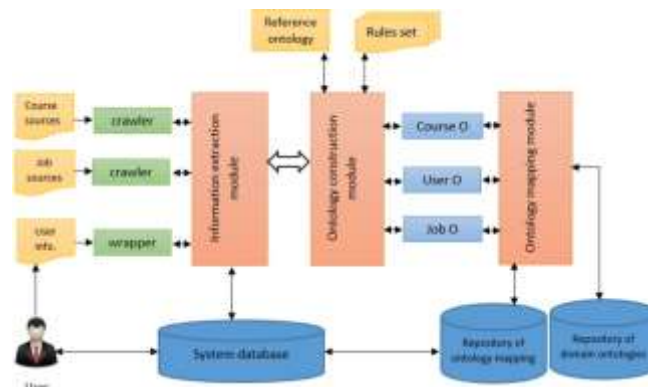 Reference
ontology
Rules set
Course
sources
crawler
Job
sources
crawler
User
info.
wrapper
Information extraction
module
Ontology construction
module
Course O
User O
Job O
Ontology mapping module
System database
Repository of
ontology mapping
Repository of
domain ontologies
User